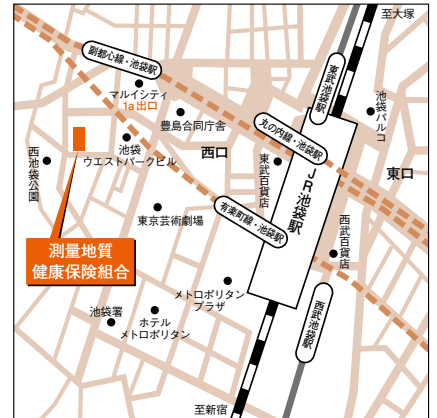 至大塚
副都心線・池袋駅
東武池袋駅
マルイシティ
1a出口
池袋パルコ
豊島合同庁舎
丸の内線・池袋駅
池袋
ウエストパークビル
西口
東口
西池袋公園
東武百貨店
JR池袋駅
東京芸術劇場
有楽町線・池袋駅
西武百貨店
測量地質
健康保険組合
メトロポリタン
プラザ
西武池袋駅
池袋署
ホテル
メトロポリタン
至新宿